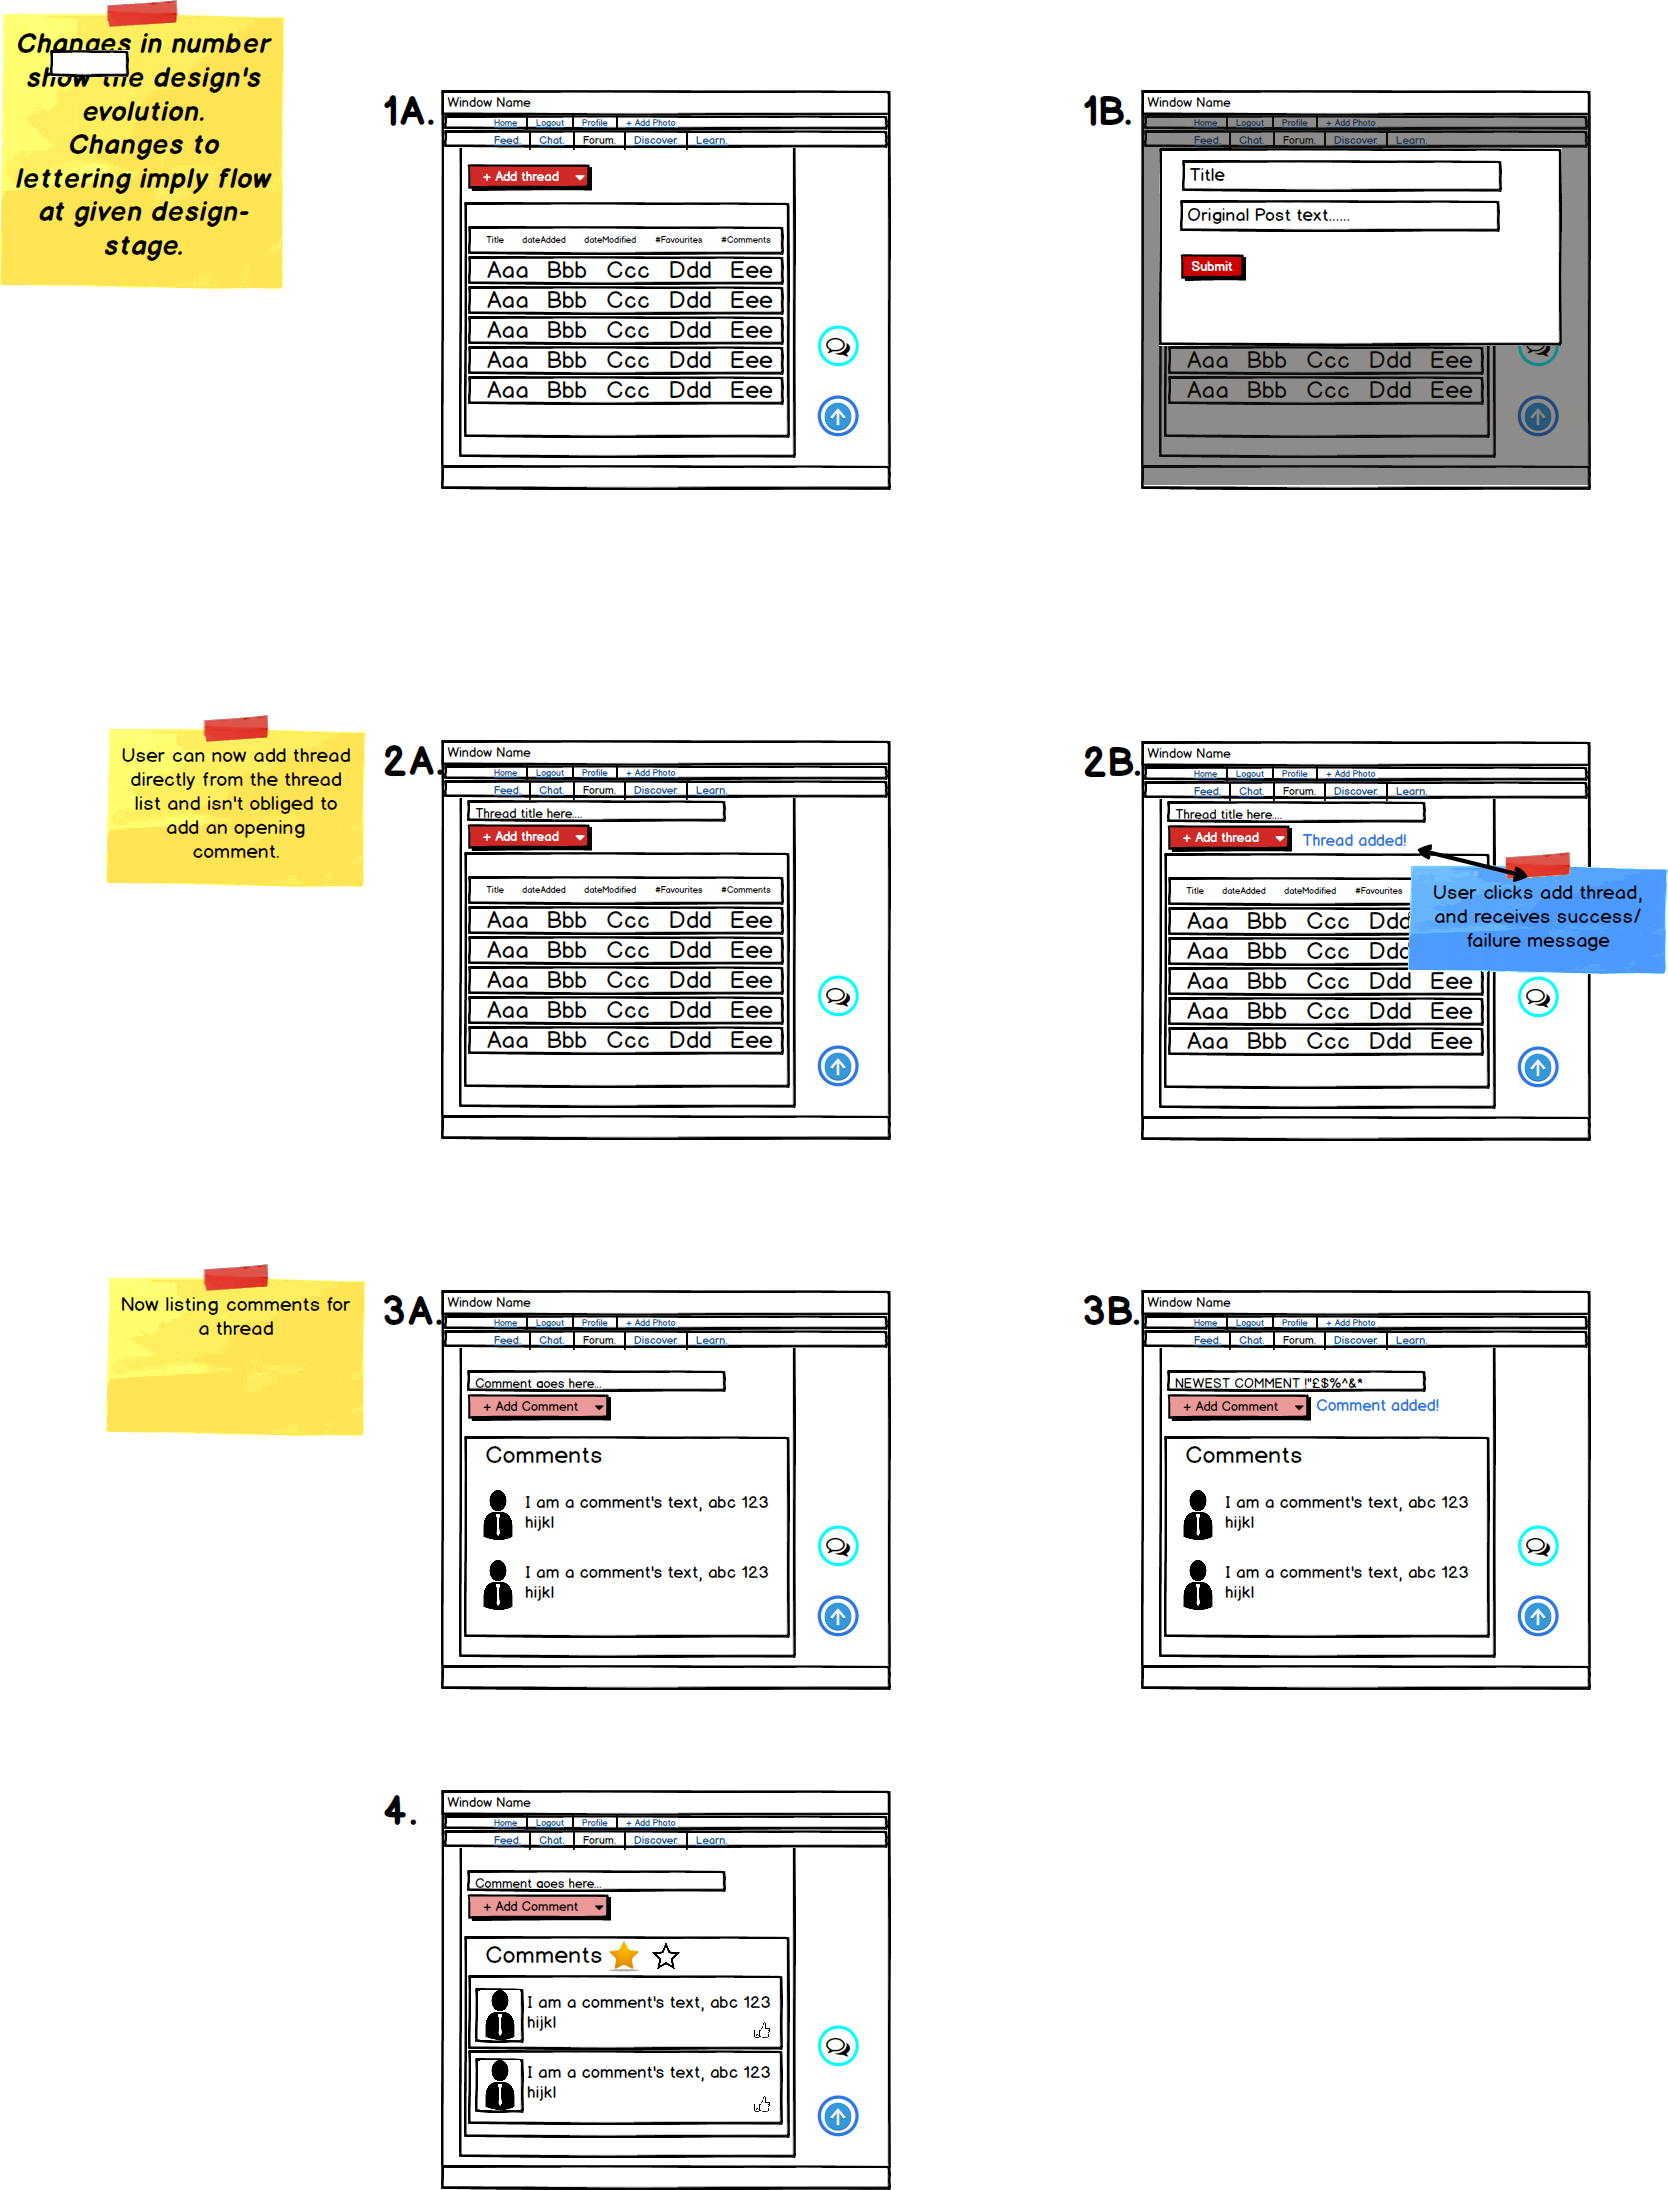 Changes in number
show the design's
evolution.
Changes to
lettering imply flow
at given design-
stage.
1A.
Window Name
Home Logout Profile + Add Photo
Feed. Chat. Forum. Discover. Learn.
+ Add thread
Title dateAdded dateModified #Favourites #Comments
Aaa Bbb Ccc Ddd Eee
Aaa Bbb Ccc Ddd Eee
Aaa Bbb Ccc Ddd Eee
Aaa Bbb Ccc Ddd Eee
Aaa Bbb Ccc Ddd Eee
1B.
Window Name
Home Logout Profile + Add Photo
Feed. Chat. Forum. Discover. Learn.
Title
Original Post text......
Submit
Aaa Bbb Ccc Ddd Eee
Aaa Bbb Ccc Ddd Eee
User can now add thread
directly from the thread
list and isn't obliged to
add an opening
comment.
2A.
Window Name
Home Logout Profile + Add Photo
Feed. Chat. Forum. Discover. Learn.
Thread title here....
+ Add thread
Title dateAdded dateModified #Favourites #Comments
Aaa Bbb Ccc Ddd Eee
Aaa Bbb Ccc Ddd Eee
Aaa Bbb Ccc Ddd Eee
Aaa Bbb Ccc Ddd Eee
Aaa Bbb Ccc Ddd Eee
2B.
Window Name
Home Logout Profile + Add Photo
Feed. Chat. Forum. Discover. Learn.
Thread title here....
+ Add thread Thread added!
Title dateAdded dateModified #Favourites
Aaa Bbb Ccc Ddd
Aaa Bbb Ccc Ddd
Aaa Bbb Ccc Ddd Eee
Aaa Bbb Ccc Ddd Eee
Aaa Bbb Ccc Ddd Eee
User clicks add thread,
and receives success/
failure message
Now listing comments for
a thread
3A.
Window Name
Home Logout Profile + Add Photo
Feed. Chat. Forum. Discover. Learn.
Comment goes here...
+ Add Comment
Comments
I am a comment's text, abc 123
hijkl
I am a comment's text, abc 123
hijkl
3B.
Window Name
Home Logout Profile + Add Photo
Feed. Chat. Forum. Discover. Learn.
NEWEST COMMENT !"£$%^&*
+ Add Comment Comment added!
Comments
I am a comment's text, abc 123
hijkl
I am a comment's text, abc 123
hijkl
4.
Window Name
Home Logout Profile + Add Photo
Feed. Chat. Forum. Discover. Learn.
Comment goes here...
+ Add Comment
Comments
I am a comment's text, abc 123
hijkl
I am a comment's text, abc 123
hijkl